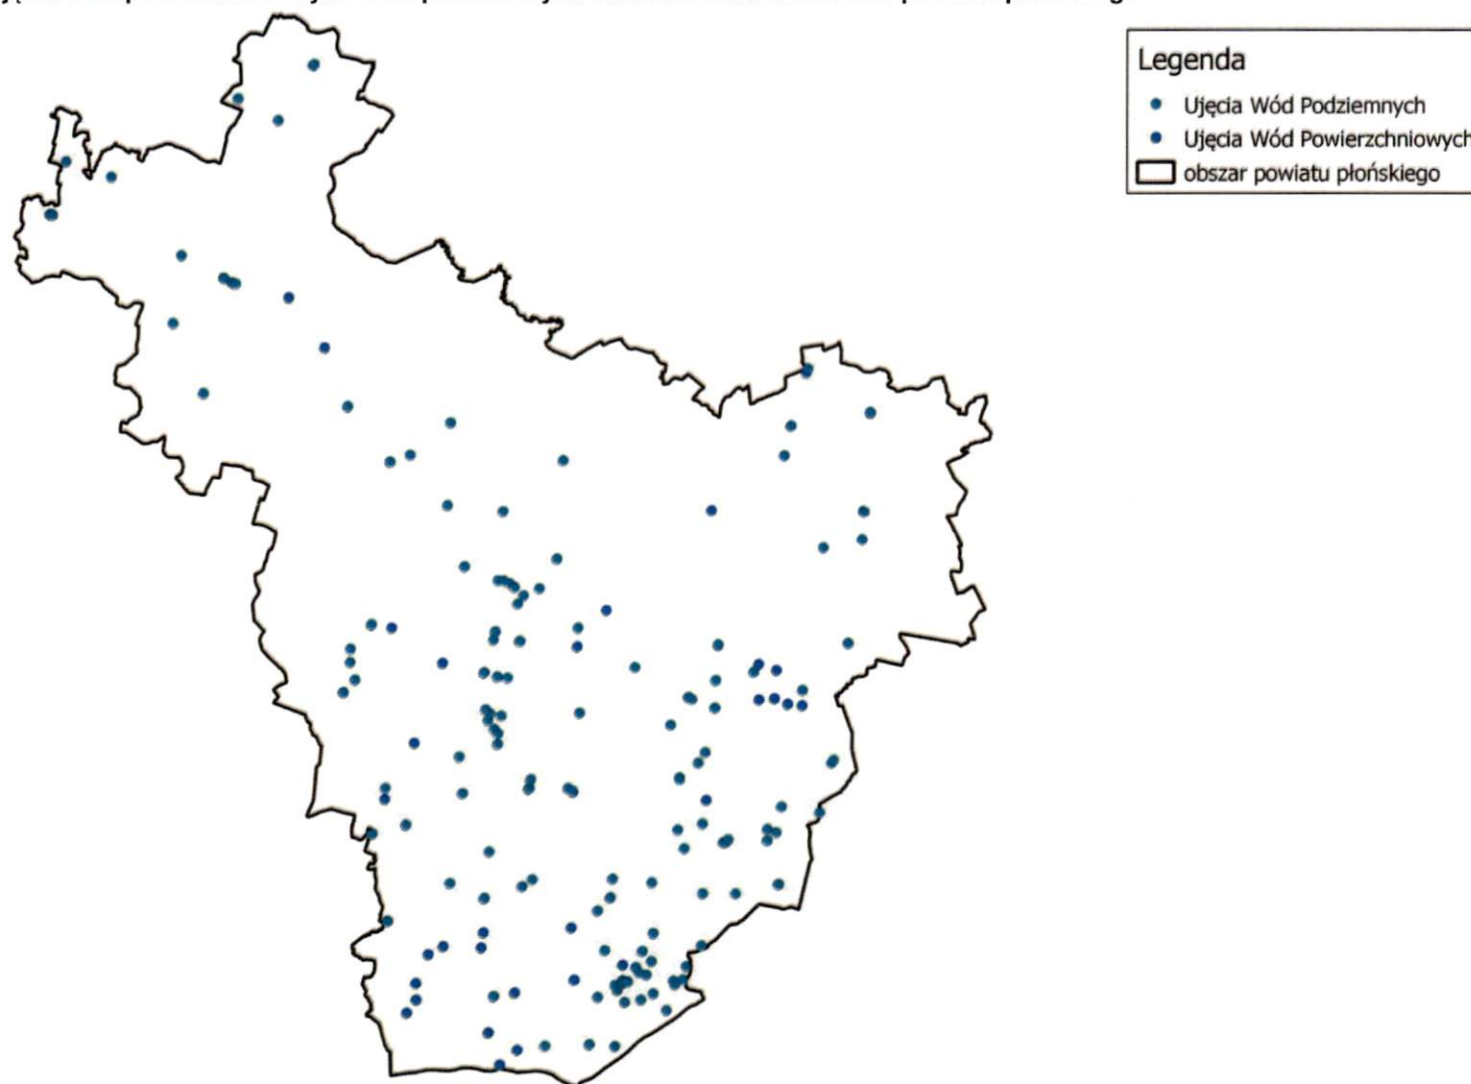 Legenda
Ujęcia Wód Podziemnych
Ujęcia Wód Powierzchniowych
obszar powiatu płońskiego